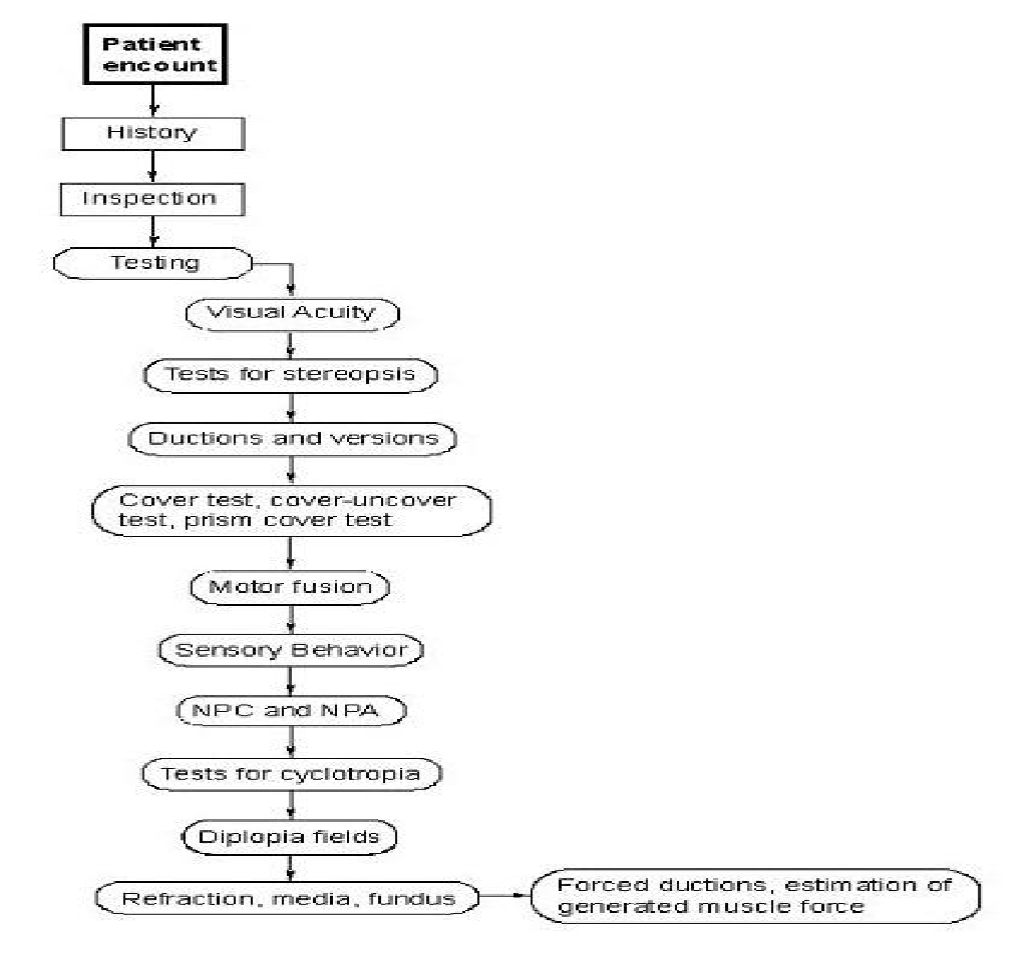 Patient
encount
History
Inspection
Testing
Visual Acuity
Tests for stereopsis
Ductions and versions
Cover test, cover-uncover
test, prism cover test
Motor fusion
Sensory Behavior
NPC and NPA
Tests for cyclotropia
Diplopia fields
Refraction, media, fundus
Forced ductions, estimation of
generated muscle force